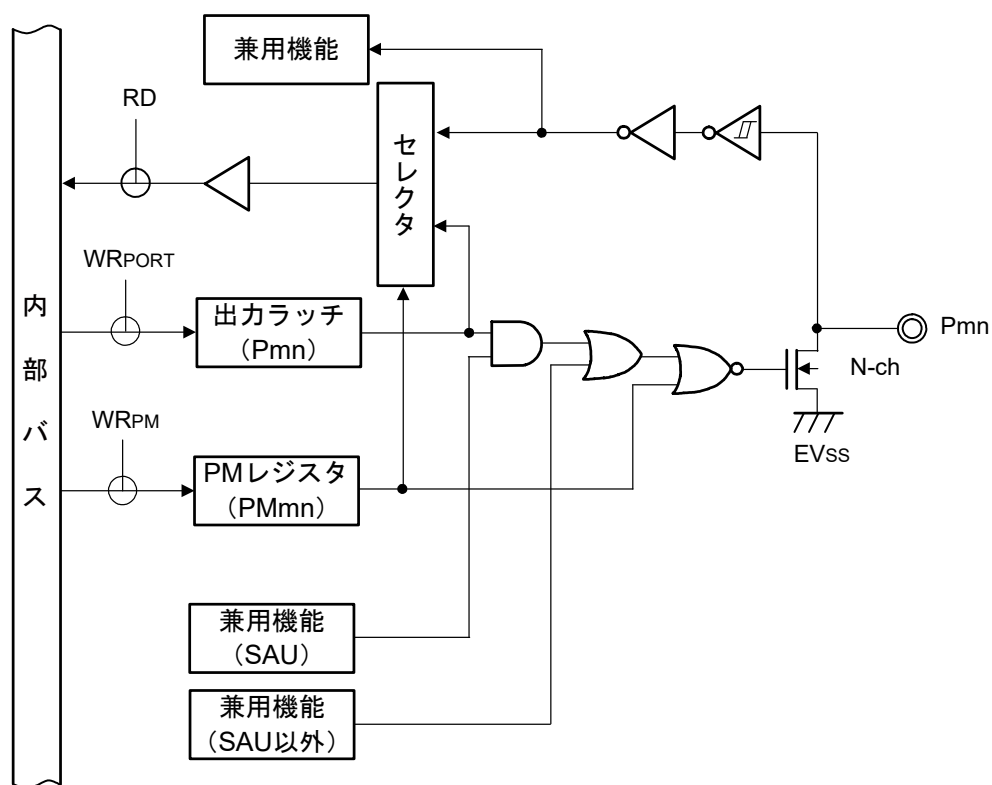 兼用機能
RD
セレクタ
WRPORT
内部バス
出力ラッチ
（Pmn）
Pmn
N-ch
WRPM
EVSS
PMレジスタ
（PMmn）
兼用機能
（SAU）
兼用機能
（SAU以外）